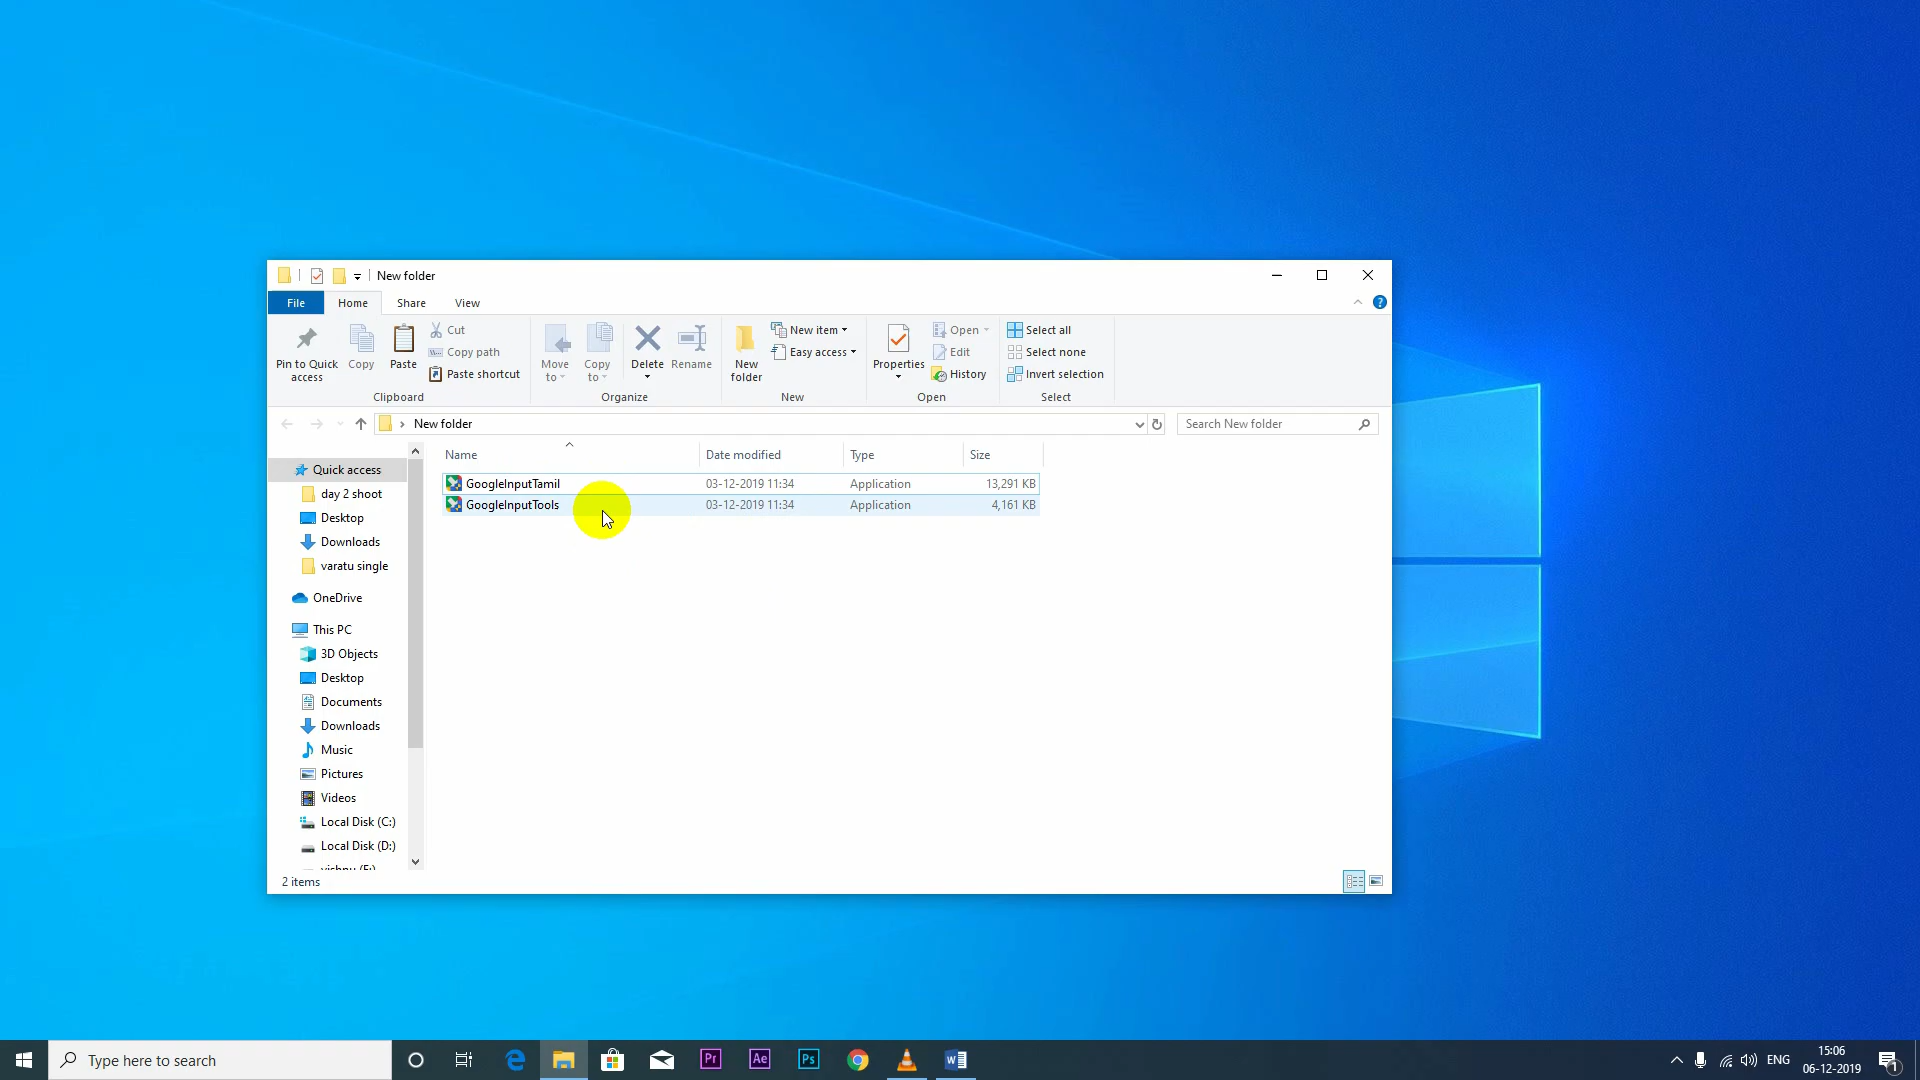 New folder
File Home Share View
Pin to Quick access
Copy
Paste
Cut
Copy path
Paste shortcut
Clipboard
Move to
Copy to
Delete
Rename
Organize
New folder
New item
Easy access
New
Properties
Open
Edit
History
Open
Select all
Select none
Invert selection
Select
New folder
Search New folder
Name Date modified Type Size
GoogleInputTamil 03-12-2019 11:34 Application 13,291 KB
GoogleInputTools 03-12-2019 11:34 Application 4,161 KB
Quick access
day 2 shoot
Desktop
Downloads
varatu single
OneDrive
This PC
3D Objects
Desktop
Documents
Downloads
Music
Pictures
Videos
Local Disk (C:)
Local Disk (D:)
2 items
Type here to search
Pr
Ae
Ps
ENG
15:06
06-12-2019
1